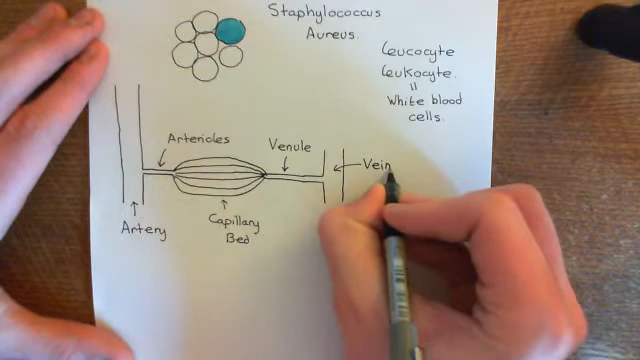 Staphylococcus
Aureus.
Leucocyte
Leukocyte.
=
White blood
cells.
Arterioles
Venule
Vein
Artery
Capillary
Bed